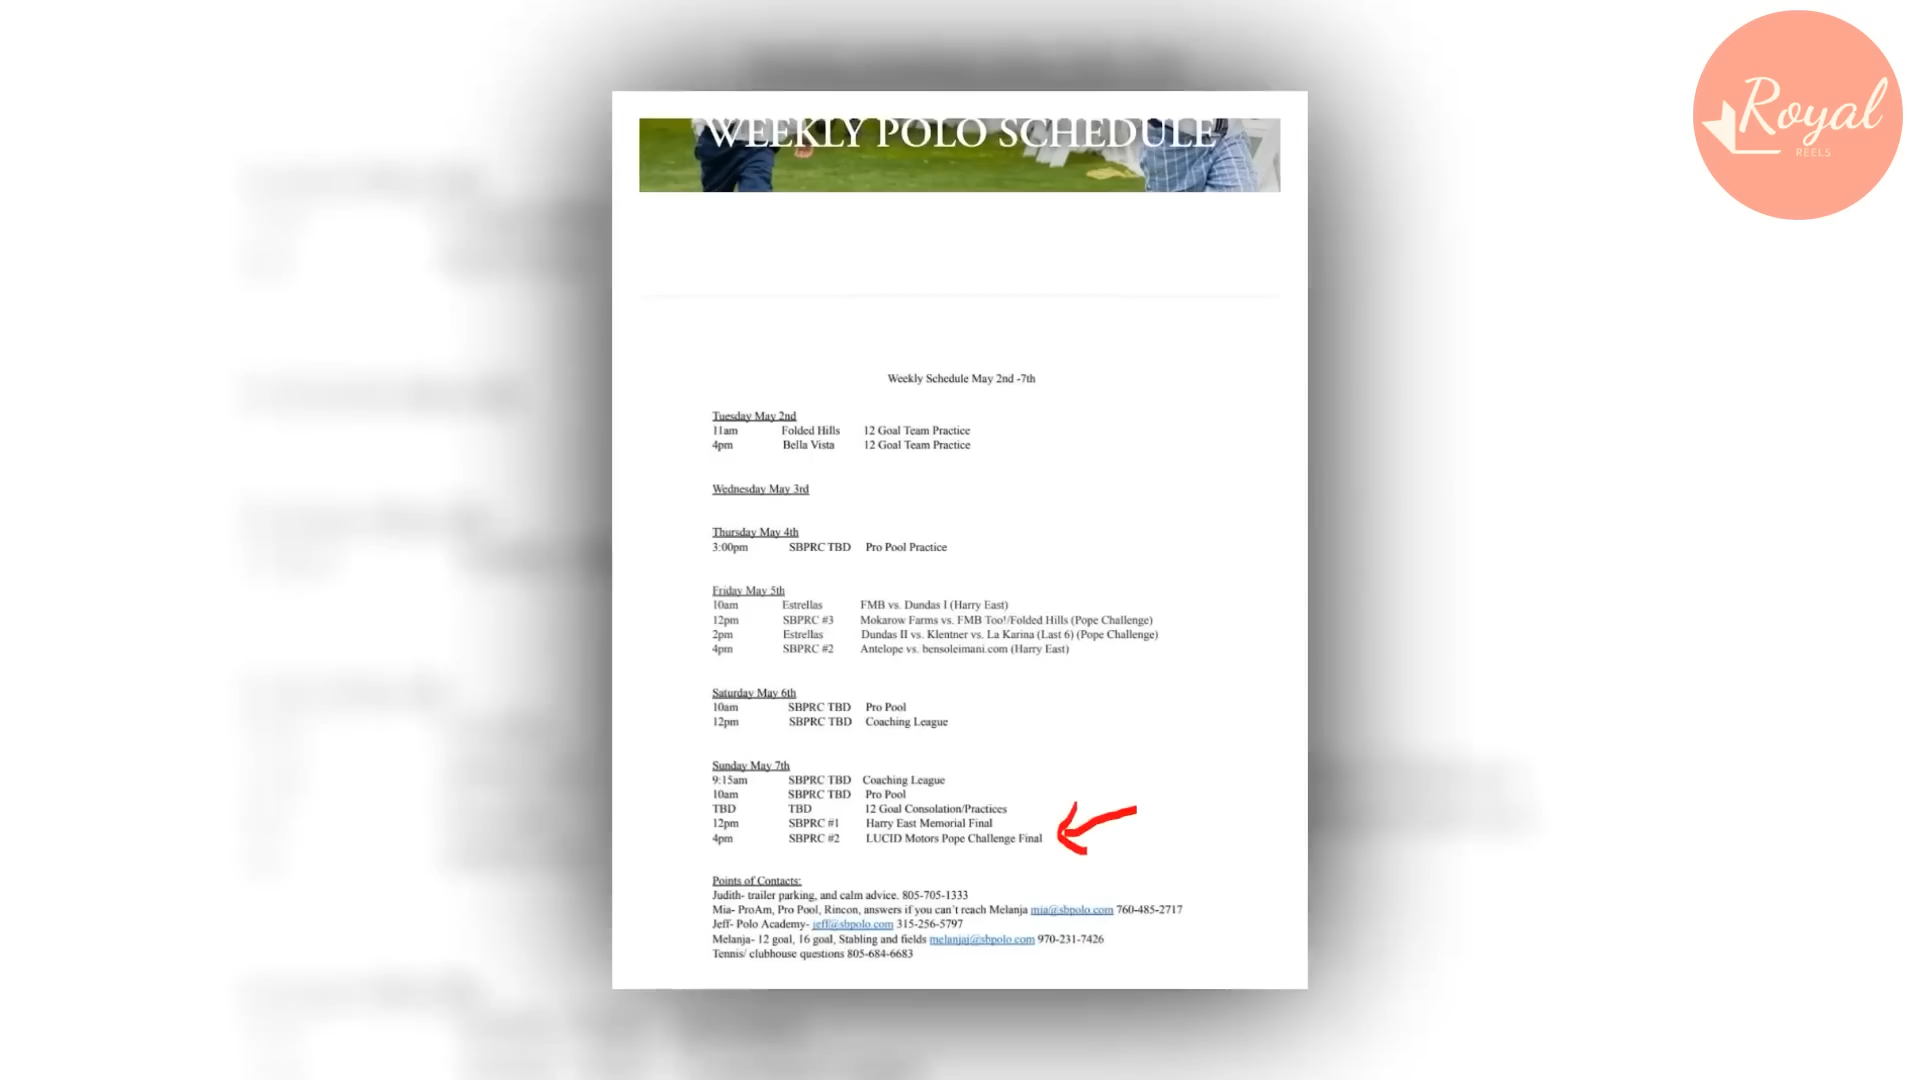 Royal
REELS
WEEKLY POLO SCHEDULE
Weekly Schedule May 2nd -7th
Tuesday May 2nd
11am Folded Hills 12 Goal Team Practice
4pm Bella Vista 12 Goal Team Practice
Wednesday May 3rd
Thursday May 4th
3:00pm SBPRC TBD Pro Pool Practice
Friday May 5th
10am Estrellas FMB vs. Dundas I (Harry East)
12pm SBPRC #3 Mokarow Farms vs. FMB Too!/Folded Hills (Pope Challenge)
2pm Estrellas Dundas II vs. Klentner vs. La Karina (Last 6) (Pope Challenge)
4pm SBPRC #2 Antelope vs. bensoleimani.com (Harry East)
Saturday May 6th
10am SBPRC TBD Pro Pool
12pm SBPRC TBD Coaching League
Sunday May 7th
9:15am SBPRC TBD Coaching League
10am SBPRC TBD Pro Pool
TBD TBD 12 Goal Consolation/Practices
12pm SBPRC #1 Harry East Memorial Final
4pm SBPRC #2 LUCID Motors Pope Challenge Final
Points of Contacts:
Judith- trailer parking, and calm advice. 805-705-1333
Mia- ProAm, Pro Pool, Rincon, answers if you can't reach Melanja mia@sbpolo.com 760-485-2717
Jeff- Polo Academy- jeff@sbpolo.com 315-256-5797
Melanja- 12 goal, 16 goal, Stabling and fields melanjaj@sbpolo.com 970-231-7426
Tennis/ clubhouse questions 805-684-6683